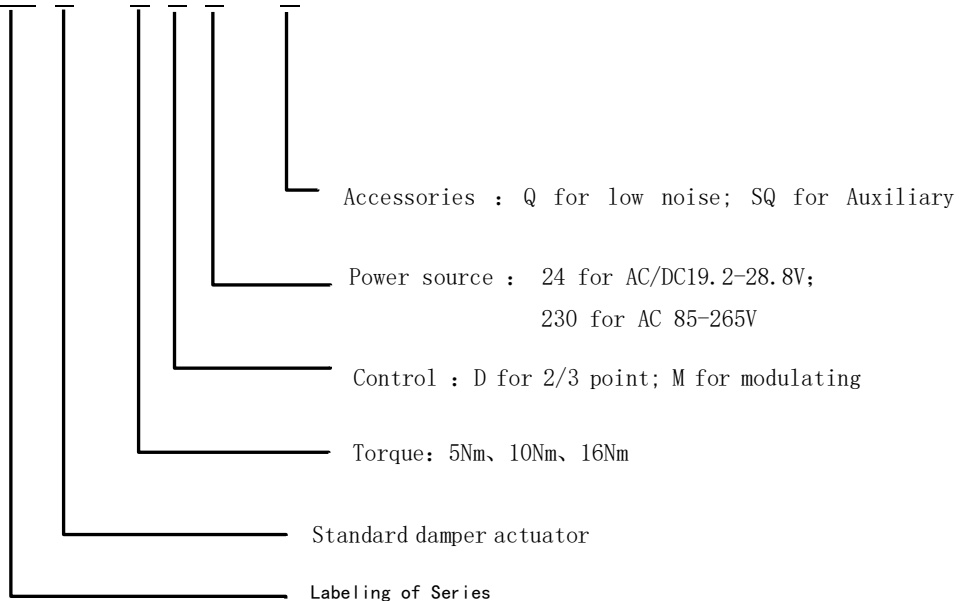 Accessories ： Q for low noise; SQ for Auxiliary
Power source ： 24 for AC/DC19.2-28.8V；
230 for AC 85-265V
Control ：D for 2/3 point; M for modulating
Torque：5Nm、10Nm、16Nm
Standard damper actuator
Labeling of Series